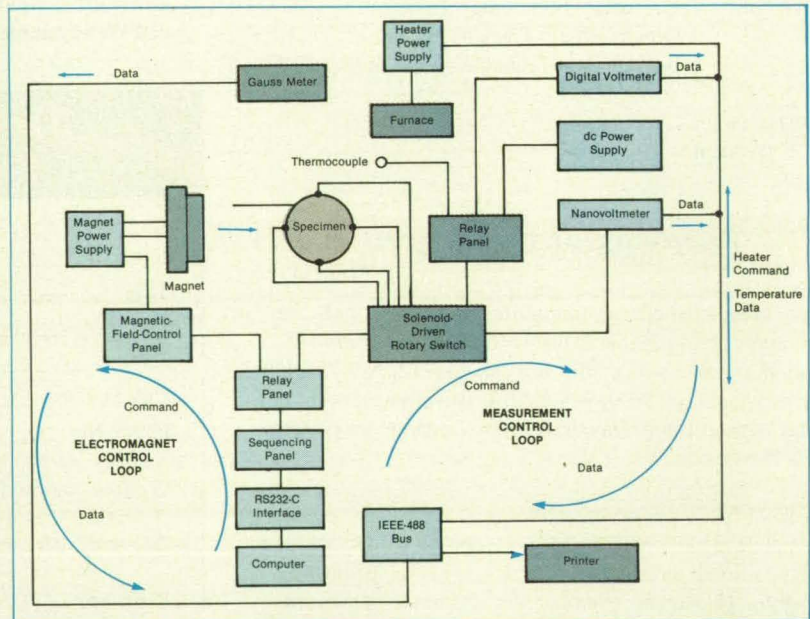 Heater
Power
Supply
Data
Gauss Meter
Digital Voltmeter
Data
Furnace
dc Power
Supply
Thermocouple
Magnet
Power
Supply
Specimen
Relay
Panel
Nanovoltmeter
Data
Magnet
Heater
Command
Temperature
Data
Magnetic-
Field-Control
Panel
Solenoid-
Driven
Rotary Switch
Relay
Panel
Command
Command
ELECTROMAGNET
CONTROL
LOOP
MEASUREMENT
CONTROL
LOOP
Sequencing
Panel
Data
Data
RS232-C
Interface
IEEE-488
Bus
Computer
Printer